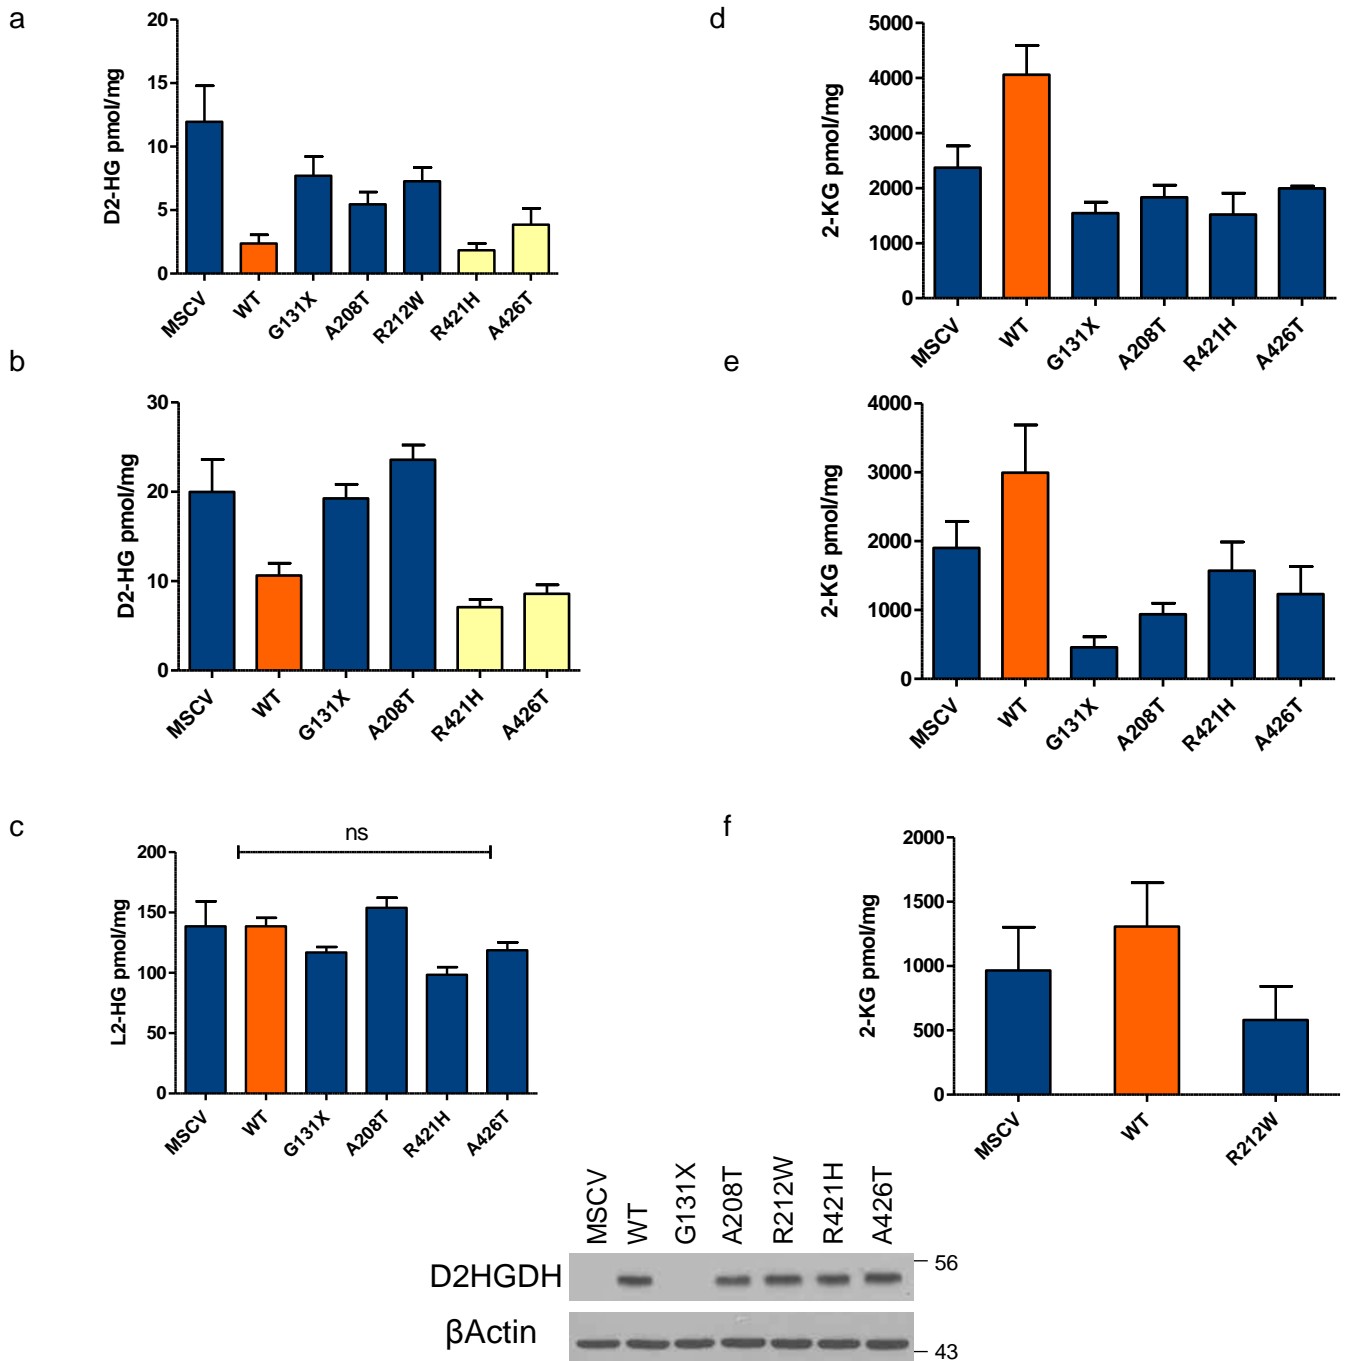 a
20
15
10
5
0
D2-HG pmol/mg
MSCV
WT
G131X
A208T
R212W
R421H
A426T
b
30
20
10
0
D2-HG pmol/mg
MSCV
WT
G131X
A208T
R421H
A426T
c
ns
200
150
100
50
0
L2-HG pmol/mg
MSCV
WT
G131X
A208T
R421H
A426T
d
5000
4000
3000
2000
1000
0
2-KG pmol/mg
MSCV
WT
G131X
A208T
R421H
A426T
e
4000
3000
2000
1000
0
2-KG pmol/mg
MSCV
WT
G131X
A208T
R421H
A426T
f
2000
1500
1000
500
0
2-KG pmol/mg
MSCV
WT
R212W
MSCV
WT
G131X
A208T
R212W
R421H
A426T
D2HGDH
56
βActin
43